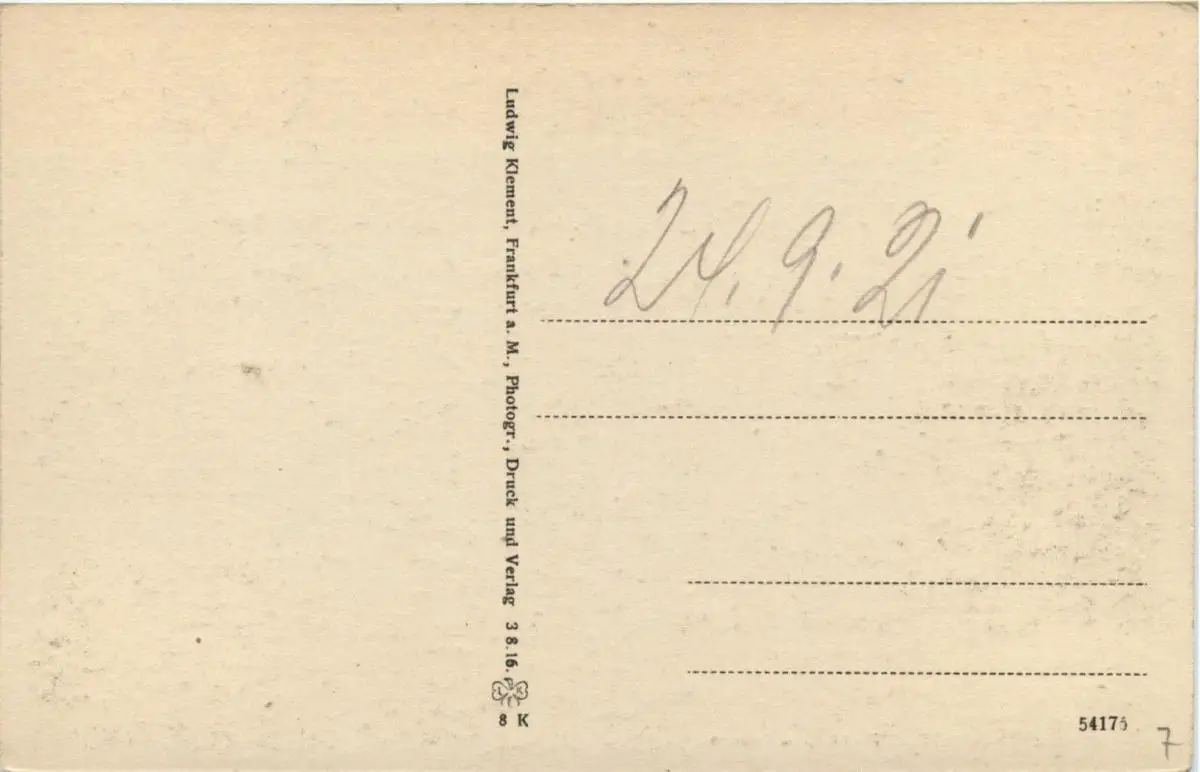 Ludwig Klement, Frankfurt a. M., Photogr., Druck und Verlag 3 8.16.
8 K
24. 9. 21
54175
7